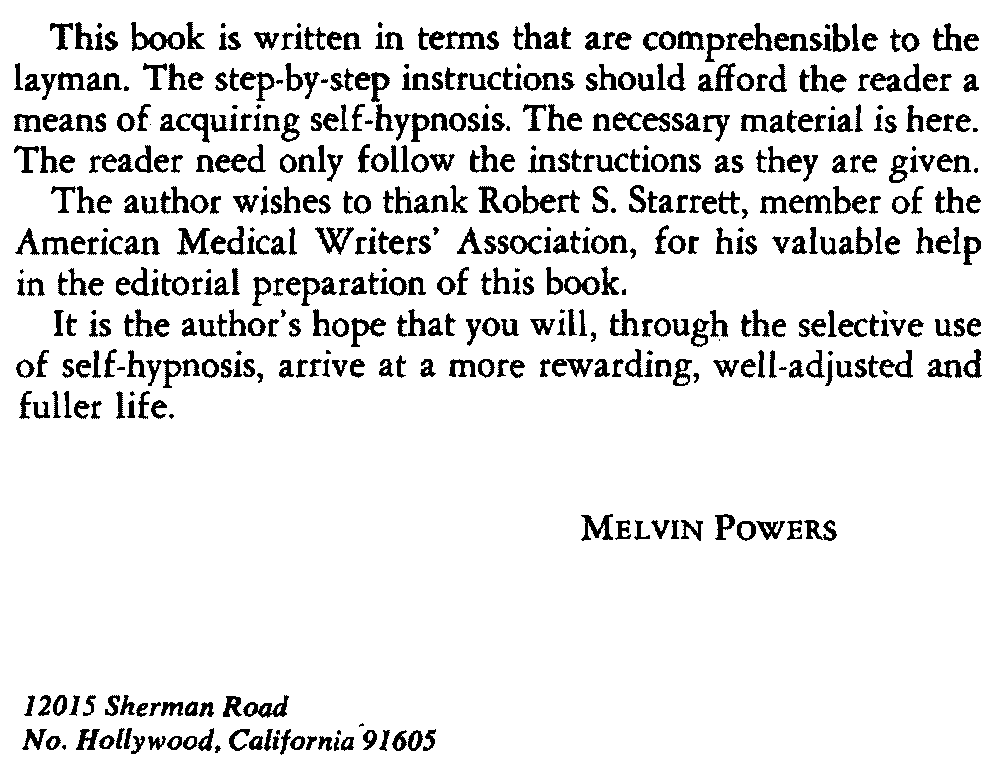 This book is written in terms that are comprehensible to the
layman. The step-by-step instructions should afford the reader a
means of acquiring self-hypnosis. The necessary material is here.
The reader need only follow the instructions as they are given.
The author wishes to thank Robert S. Starrett, member of the
American Medical Writers' Association, for his valuable help
in the editorial preparation of this book.
It is the author's hope that you will, through the selective use
of self-hypnosis, arrive at a more rewarding, well-adjusted and
fuller life.
MELVIN POWERS
12015 Sherman Road
No. Hollywood, California 91605